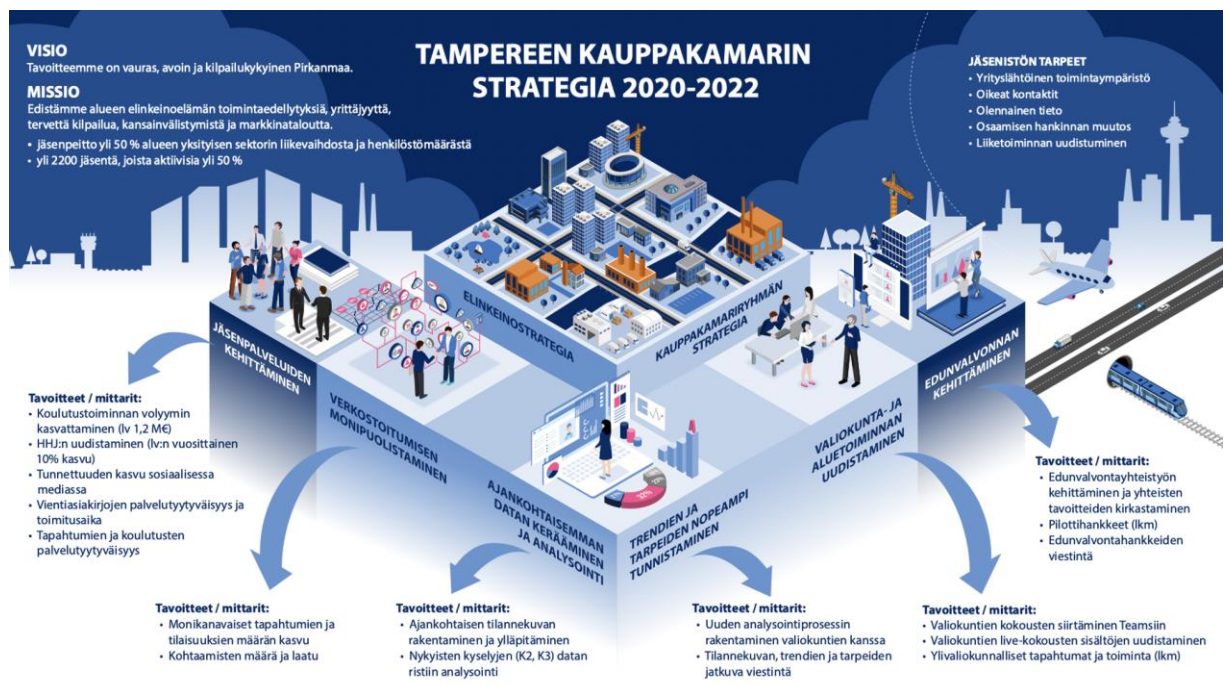 VISIO
Tavoitteemme on vauras, avoin ja kilpailukykyinen Pirkanmaa.
MISSIO
Edistämme alueen elinkeinoelämän toimintaedellytyksiä, yrittäjyyttä,
tervettä kilpailua, kansainvälistymistä ja markkinataloutta.
• jäsenpeitto yli 50 % alueen yksityisen sektorin liikevaihdosta ja henkilöstömäärästä
• yli 2200 jäsentä, joista aktiivisia yli 50 %
TAMPEREEN KAUPPAKAMARIN
STRATEGIA 2020-2022
JÄSENISTÖN TARPEET
• Yrityslähtöinen toimintaympäristö
• Oikeat kontaktit
• Olennainen tieto
• Osaamisen hankinnan muutos
• Liiketoiminnan uudistuminen
ELINKEINOSTRATEGIA
KAUPPAKAMARIRYHMÄN
STRATEGIA
JÄSENPALVELUIDEN
KEHITTÄMINEN
VERKOSTOITUMISEN
MONIPUOLISTAMINEN
AJANKOHTAISEMMAN
DATAN KERÄÄMINEN
JA ANALYSOINTI
TRENDIEN JA
TARPEIDEN NOPEAMPI
TUNNISTAMINEN
VALIOKUNTA- JA
ALUETOIMINNAN
UUDISTAMINEN
EDUNVALVONNAN
KEHITTÄMINEN
32%
Tavoitteet / mittarit:
• Koulutustoiminnan volyymin
kasvattaminen (lv 1,2 M€)
• HHJ:n uudistaminen (lv:n vuosittainen
10% kasvu)
• Tunnettuuden kasvu sosiaalisessa
mediassa
• Vientiasiakirjojen palvelutyytyväisyys ja
toimitusaika
• Tapahtumien ja koulutusten
palvelutyytyväisyys
Tavoitteet / mittarit:
• Monikanavaiset tapahtumien ja
tilaisuuksien määrän kasvu
• Kohtaamisten määrä ja laatu
Tavoitteet / mittarit:
• Ajankohtaisen tilannekuvan
rakentaminen ja ylläpitäminen
• Nykyisten kyselyjen (K2, K3) datan
ristiin analysointi
Tavoitteet / mittarit:
• Uuden analysointiprosessin
rakentaminen valiokuntien kanssa
• Tilannekuvan, trendien ja tarpeiden
jatkuva viestintä
Tavoitteet / mittarit:
• Valiokuntien kokousten siirtäminen Teamsiin
• Valiokuntien live-kokousten sisältöjen uudistaminen
• Ylivaliokunnalliset tapahtumat ja toiminta (lkm)
Tavoitteet / mittarit:
• Edunvalvontayhteistyön
kehittäminen ja yhteisten
tavoitteiden kirkastaminen
• Pilottihankkeet (lkm)
• Edunvalvontahankkeiden
viestintä